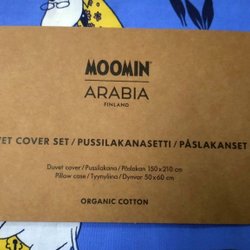 MOOMIN
ARABIA
FINLAND
VET COVER SET / PUSSILAKANASETTI / PÅSLAKANSET
Duvet cover / Pussilakana / Påslakan 150 x 210 cm
Pillow case / Tyynyliina / Dynvar 50 x 60 cm
ORGANIC COTTON